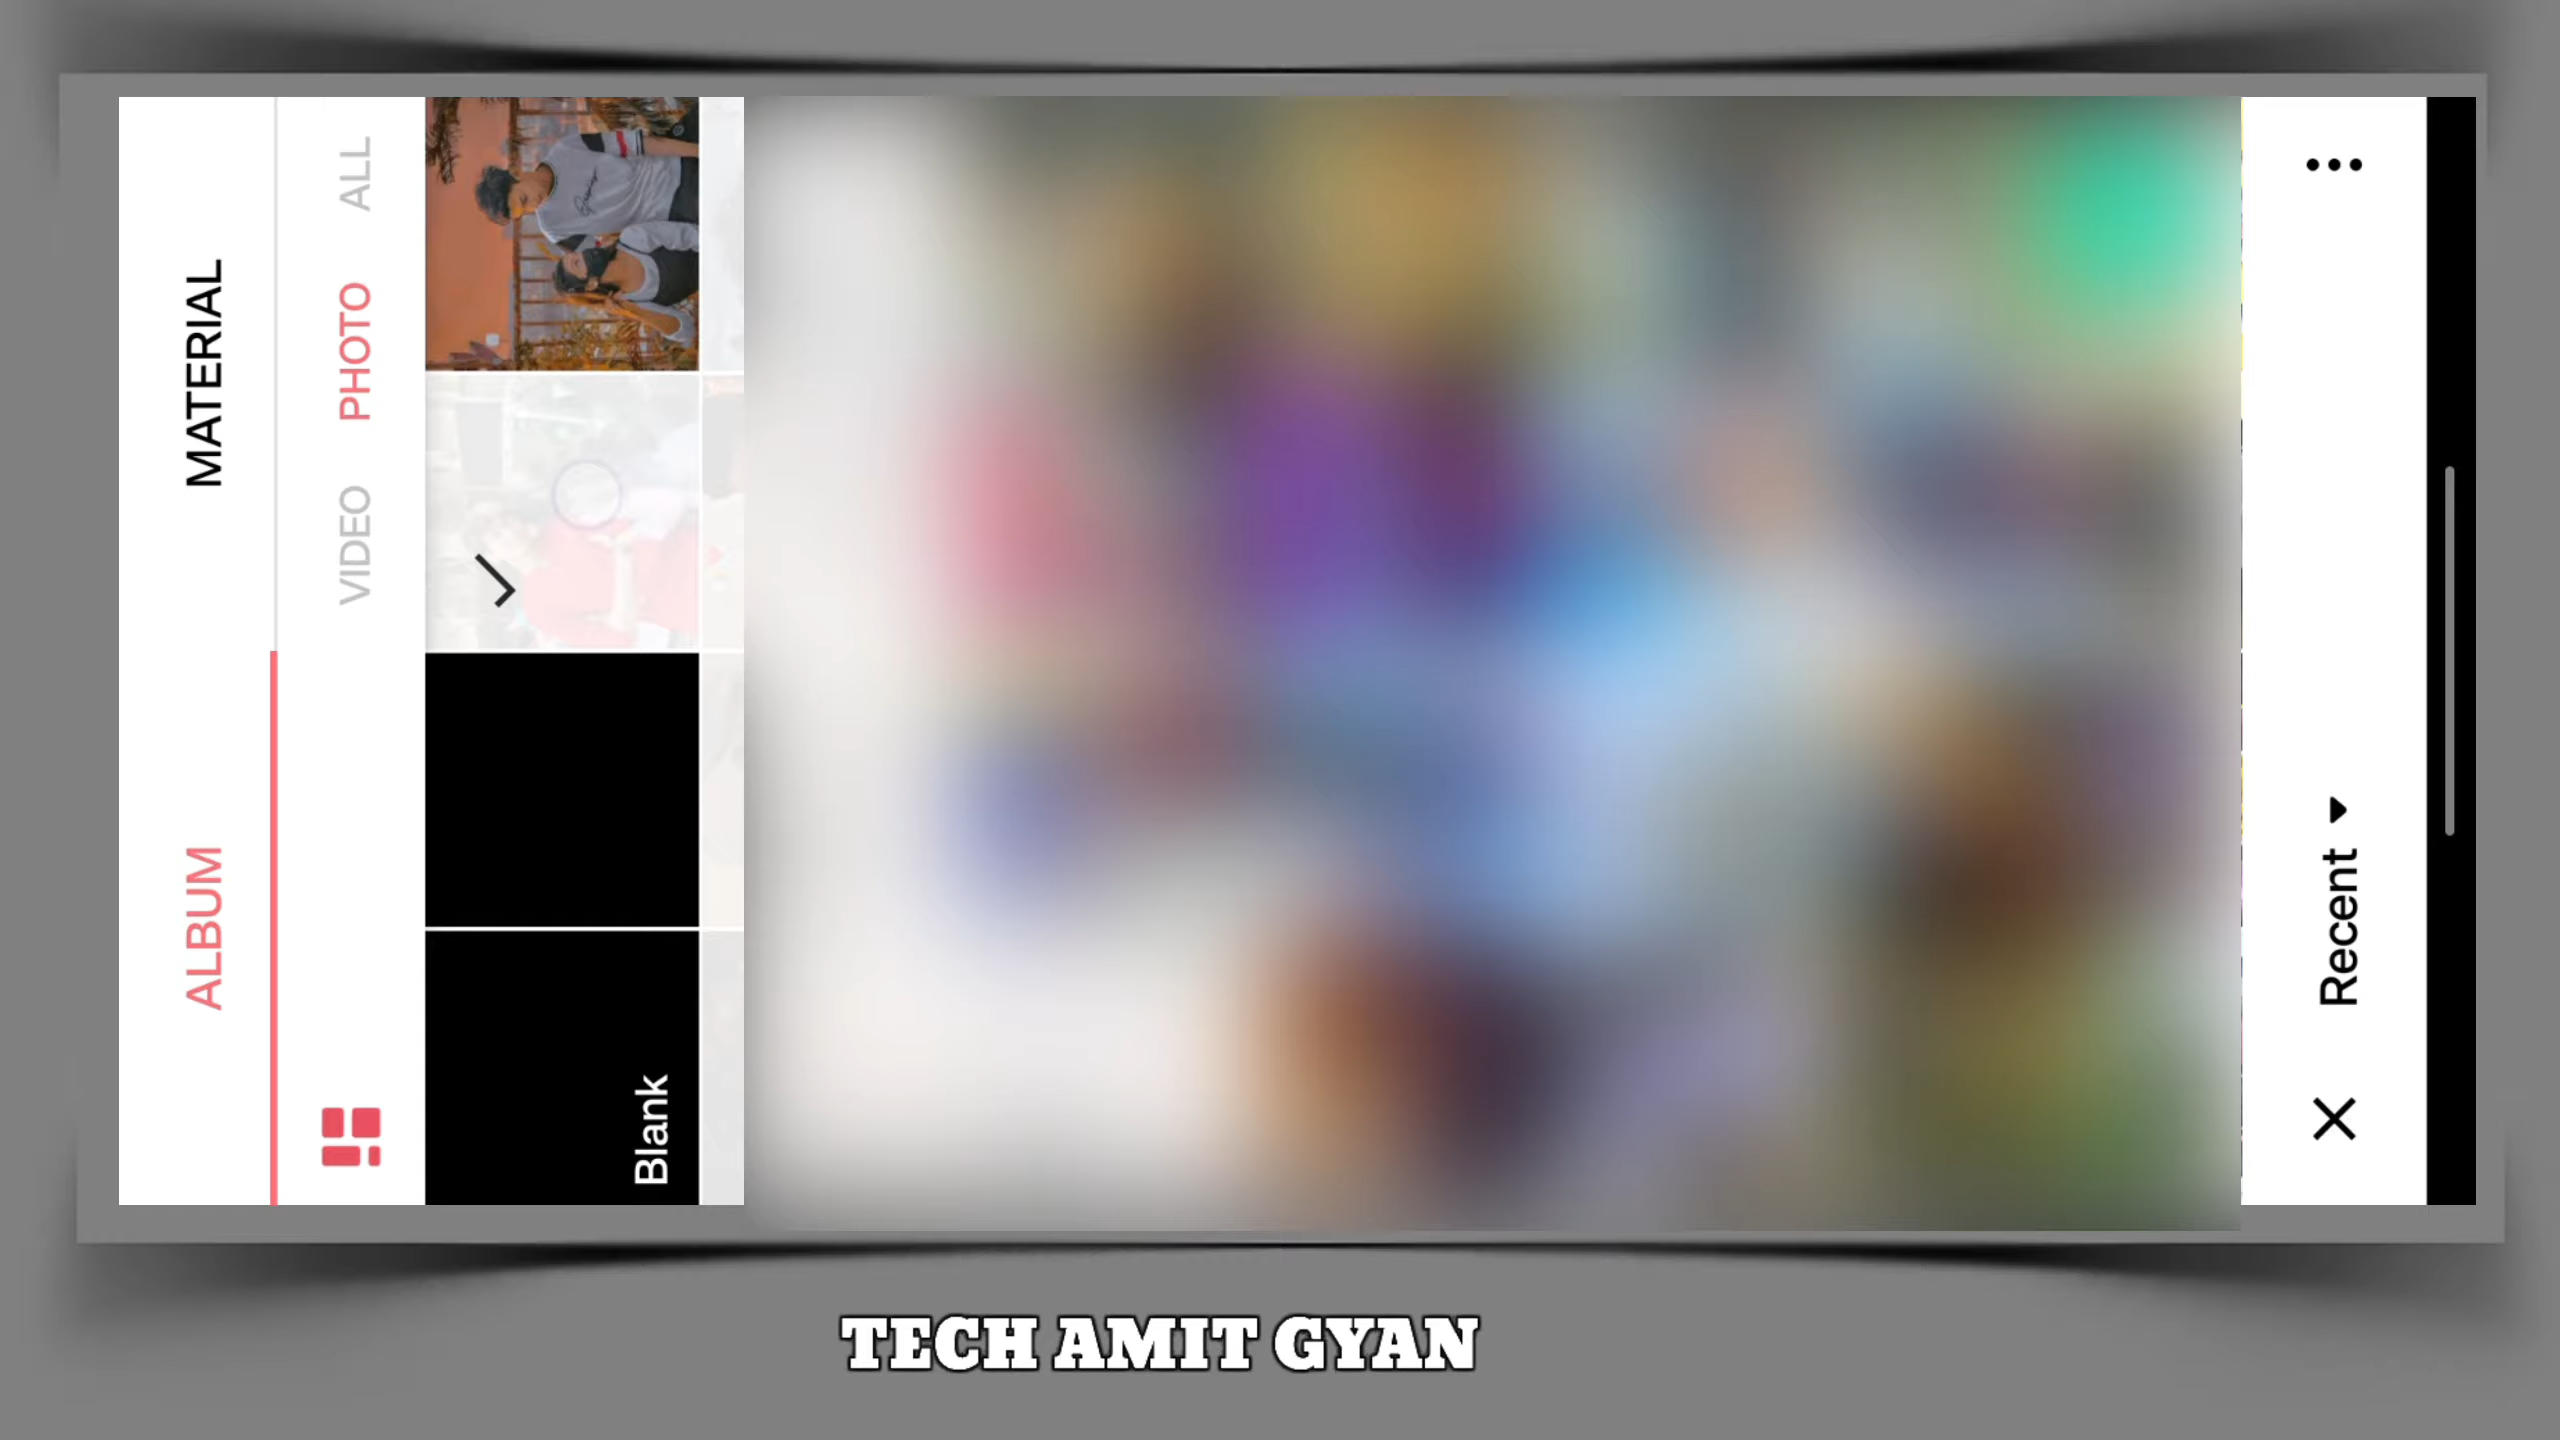 ALBUM MATERIAL
VIDEO PHOTO ALL
Blank
Recent
TECH AMIT GYAN